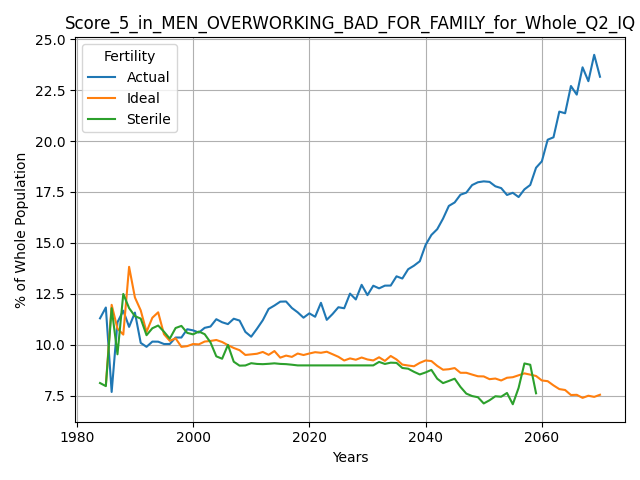 Score_5_in_MEN_OVERWORKING_BAD_FOR_FAMILY_for_Whole_Q2_IQ
25.0
22.5
20.0
17.5
15.0
12.5
10.0
7.5
% of Whole Population
Fertility
Actual
Ideal
Sterile
1980
2000
2020
2040
2060
Years